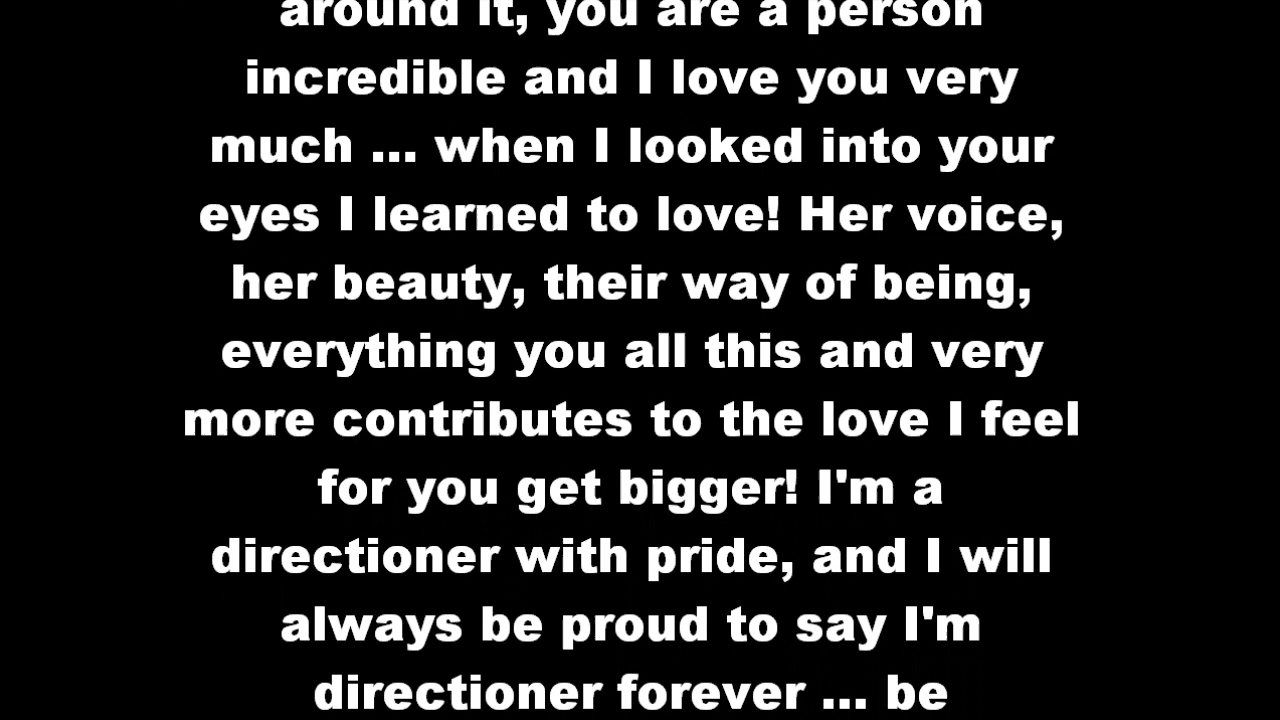 around it, you are a person
incredible and I love you very
much ... when I looked into your
eyes I learned to love! Her voice,
her beauty, their way of being,
everything you all this and very
more contributes to the love I feel
for you get bigger! I'm a
directioner with pride, and I will
always be proud to say I'm
directioner forever ... be